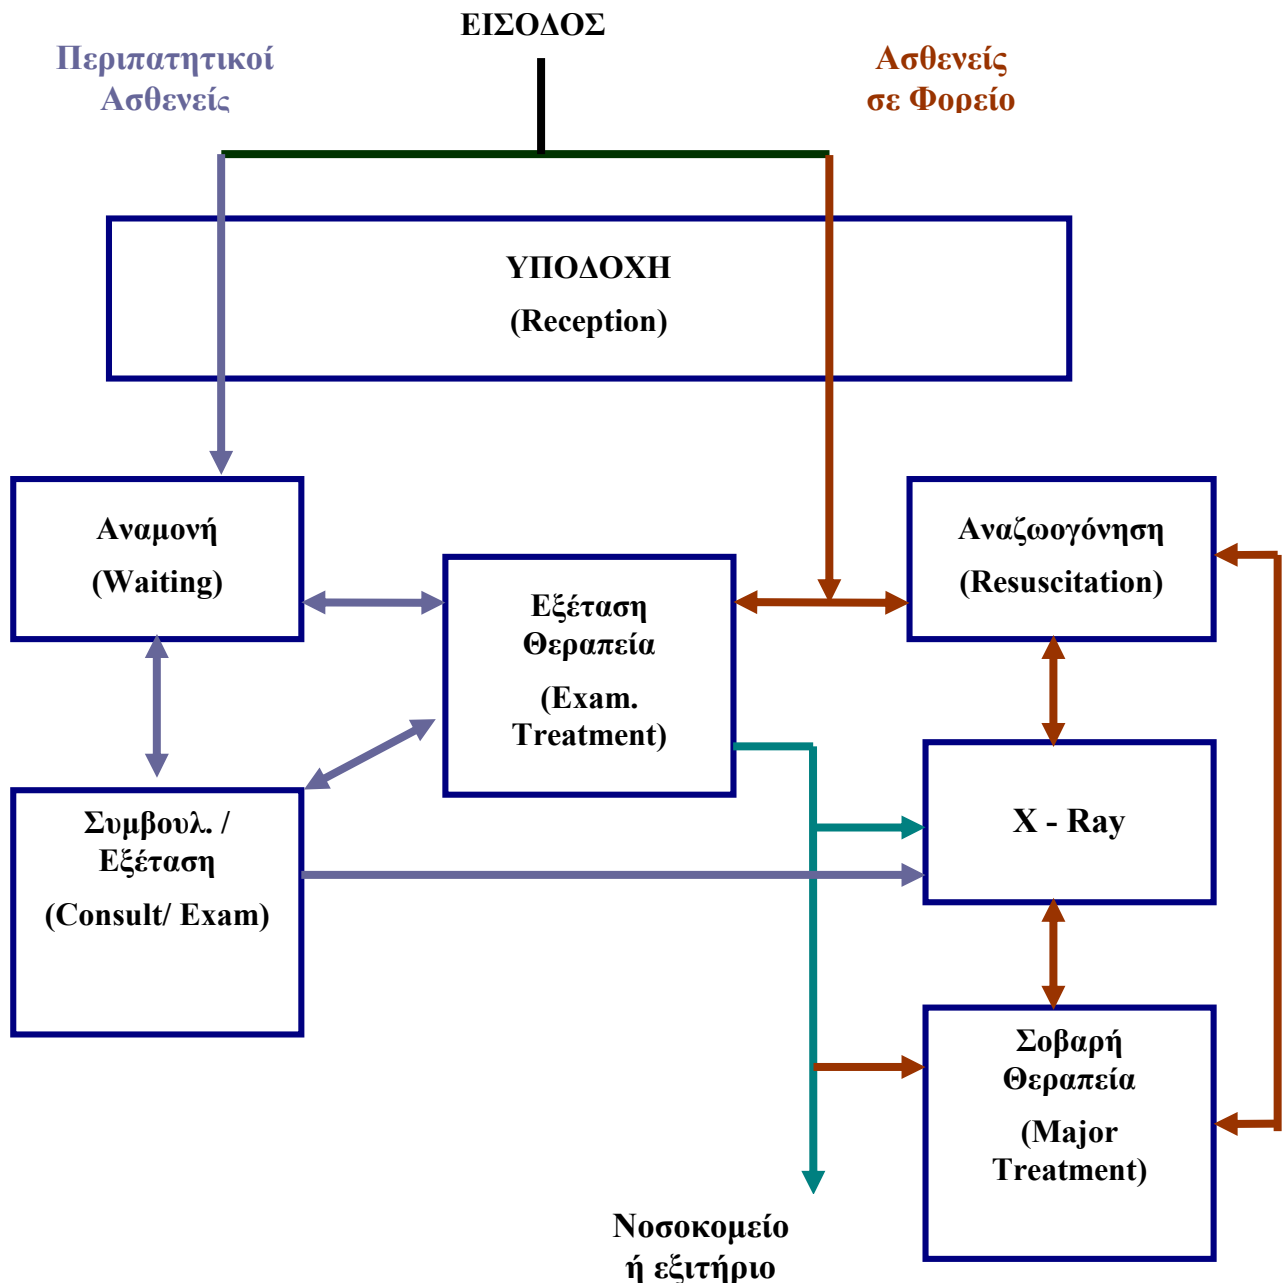 ΕΙΣΟΔΟΣ
Περιπατητικοί
Ασθενείς
Ασθενείς
σε Φορείο
ΥΠΟΔΟΧΗ
(Reception)
Αναμονή
(Waiting)
Εξέταση
Θεραπεία
(Exam.
Treatment)
Αναζωογόνηση
(Resuscitation)
Συμβουλ. /
Εξέταση
(Consult/ Exam)
X - Ray
Σοβαρή
Θεραπεία
(Major
Treatment)
Νοσοκομείο
ή εξιτήριο